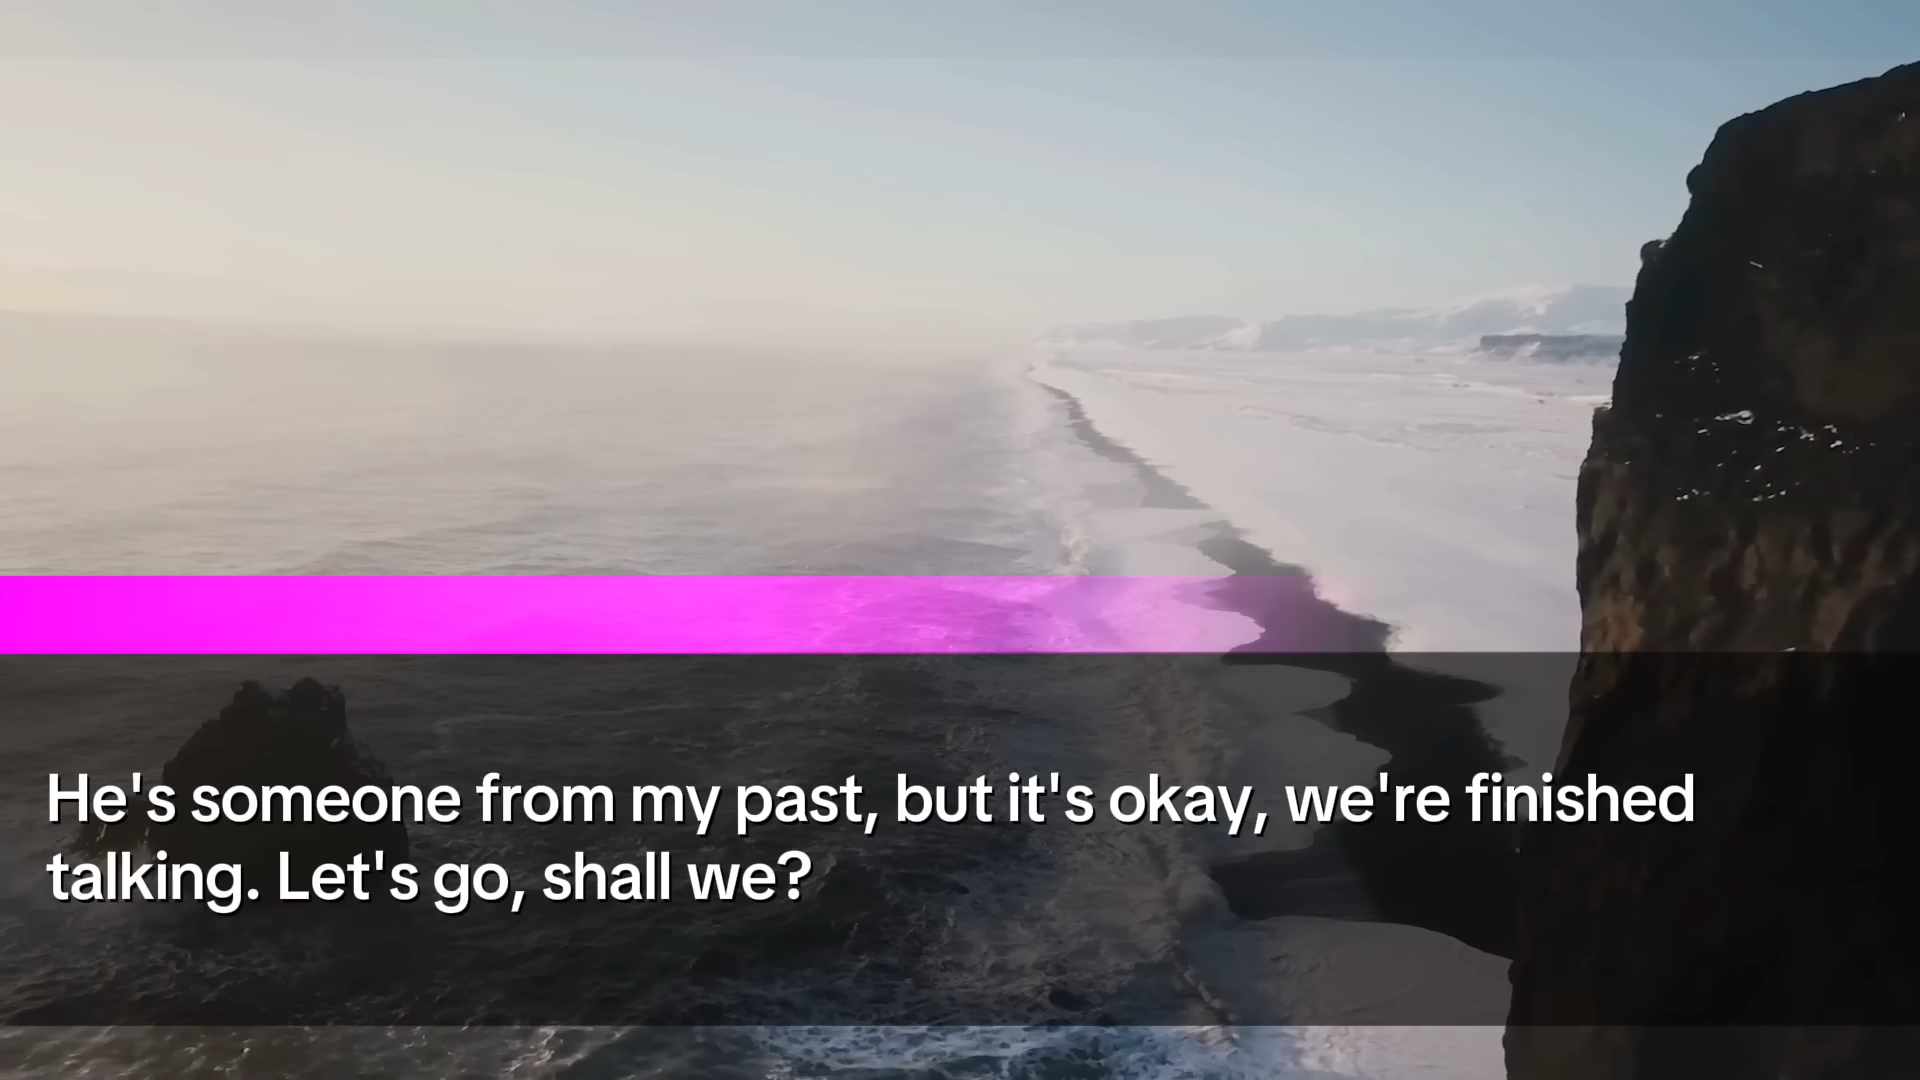 He's someone from my past, but it's okay, we're finished
talking. Let's go, shall we?